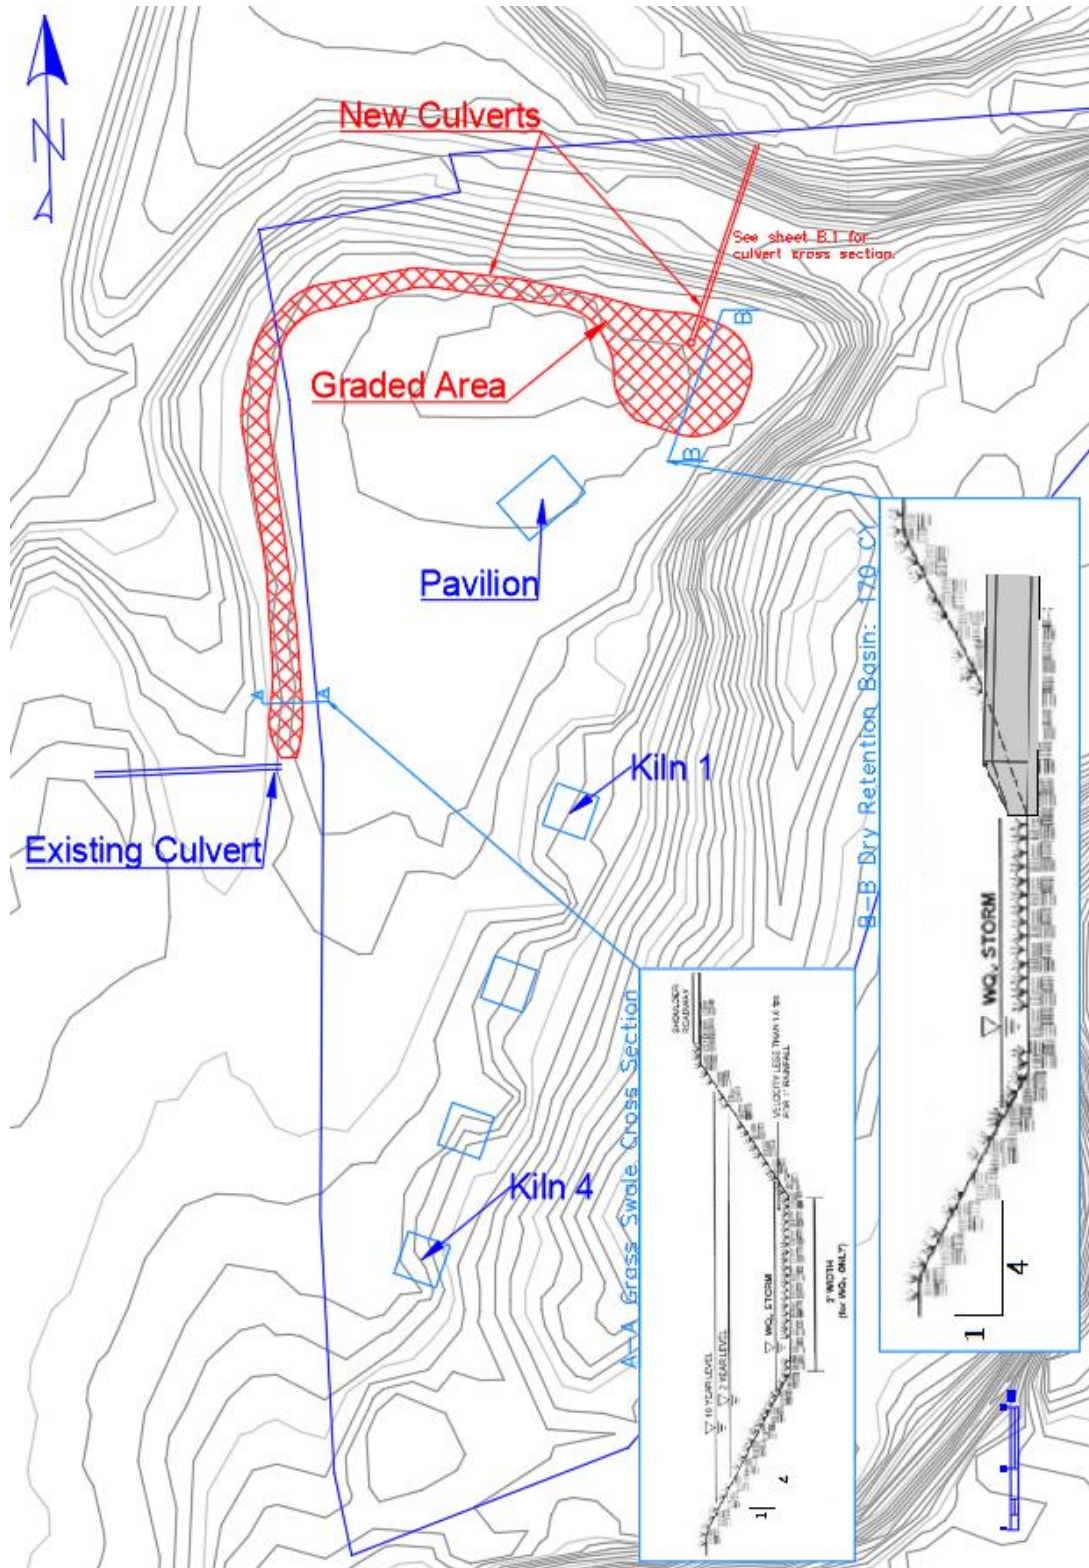 N
New Culverts
See sheet B.1 for
culvert cross section.
B
Graded Area
B
Pavilion
A
A
Kiln 1
Existing Culvert
Kiln 4
B-B Dry Retention Basin: 170 CY
WQv STORM
1
4
A-A Grass Swale Cross Section
SHOULDER
ROADWAY
VELOCITY LESS THAN 1.0 fps
FOR 1" RAINFALL
10 YEAR LEVEL
2 YEAR LEVEL
WQv STORM
(for WQv ONLY)
1
4